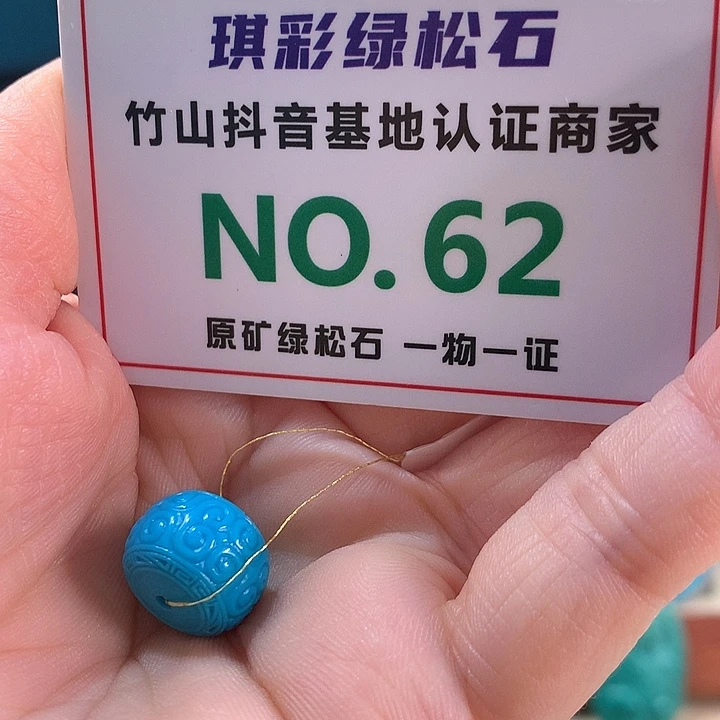 琪彩绿松石
竹山抖音基地认证商家
NO.62
原矿绿松石 一物一证